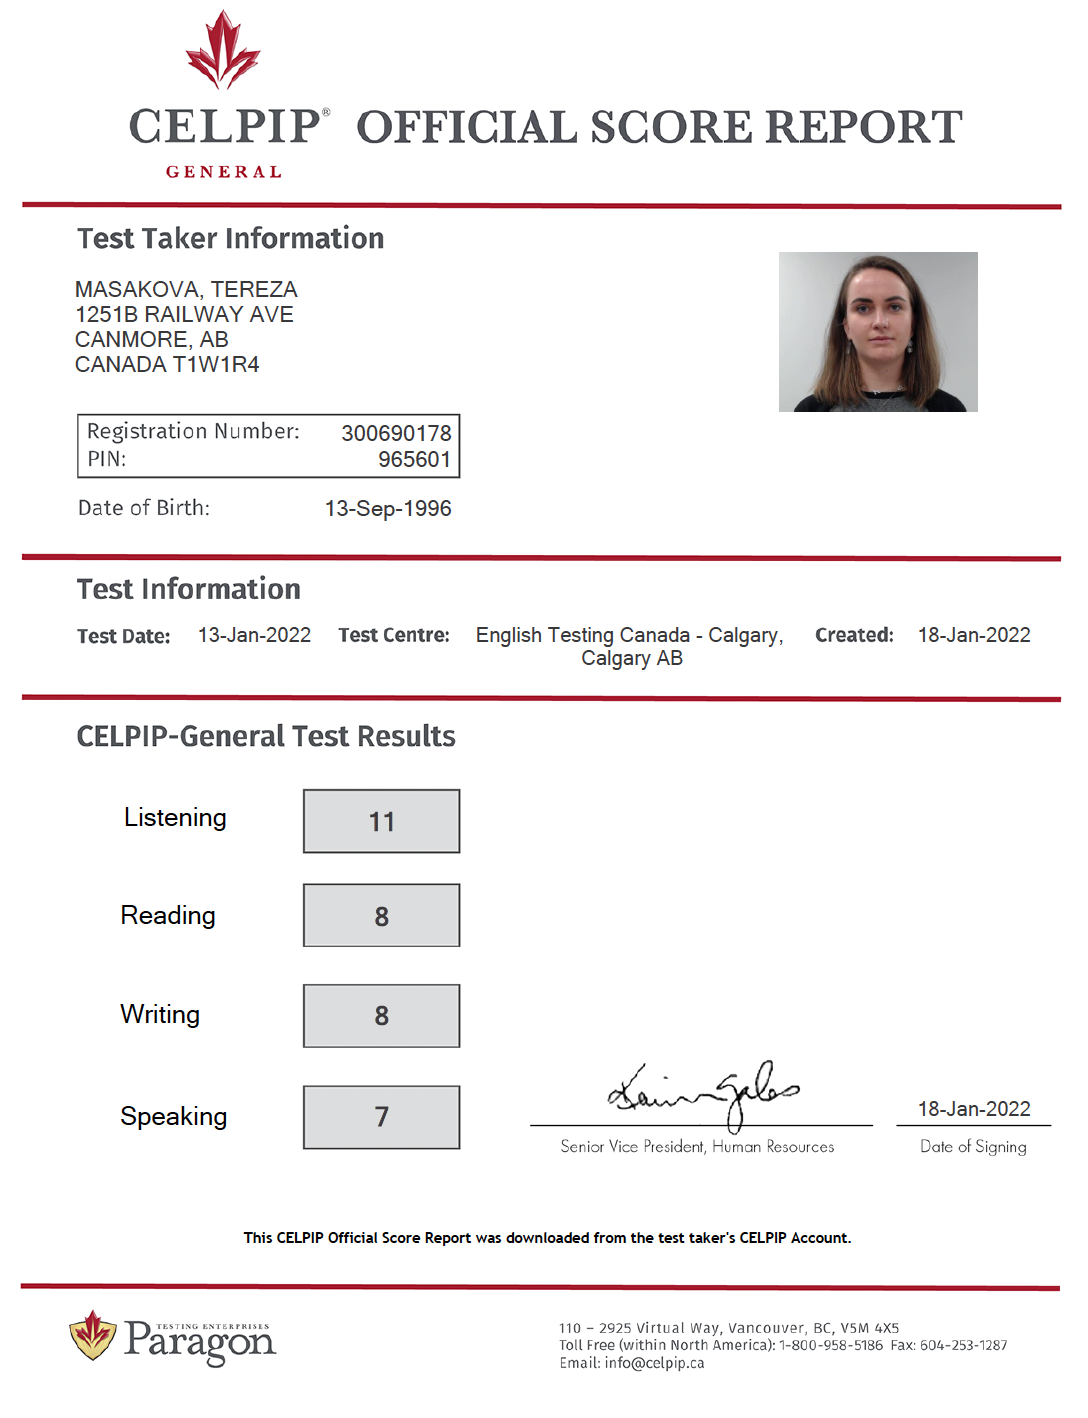 CELPIP® OFFICIAL SCORE REPORT
GENERAL
Test Taker Information
MASAKOVA, TEREZA
1251B RAILWAY AVE
CANMORE, AB
CANADA T1W1R4
Registration Number: 300690178
PIN: 965601
Date of Birth: 13-Sep-1996
Test Information
Test Date: 13-Jan-2022 Test Centre: English Testing Canada - Calgary, Created: 18-Jan-2022
Calgary AB
CELPIP-General Test Results
Listening 11
Reading 8
Writing 8
Speaking 7
18-Jan-2022
Senior Vice President, Human Resources Date of Signing
This CELPIP Official Score Report was downloaded from the test taker's CELPIP Account.
TESTING ENTERPRISES
Paragon
110 – 2925 Virtual Way, Vancouver, BC, V5M 4X5
Toll Free (within North America): 1-800-958-5186 Fax: 604-253-1287
Email: info@celpip.ca